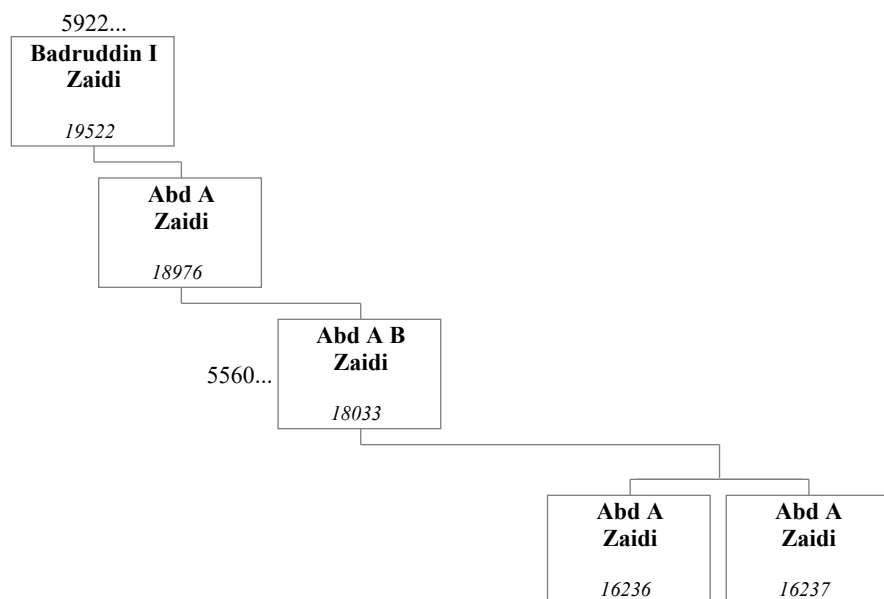 5922...
Badruddin I
Zaidi
19522
Abd A
Zaidi
18976
Abd A B
Zaidi
5560...
18033
Abd A
Zaidi
16236
Abd A
Zaidi
16237